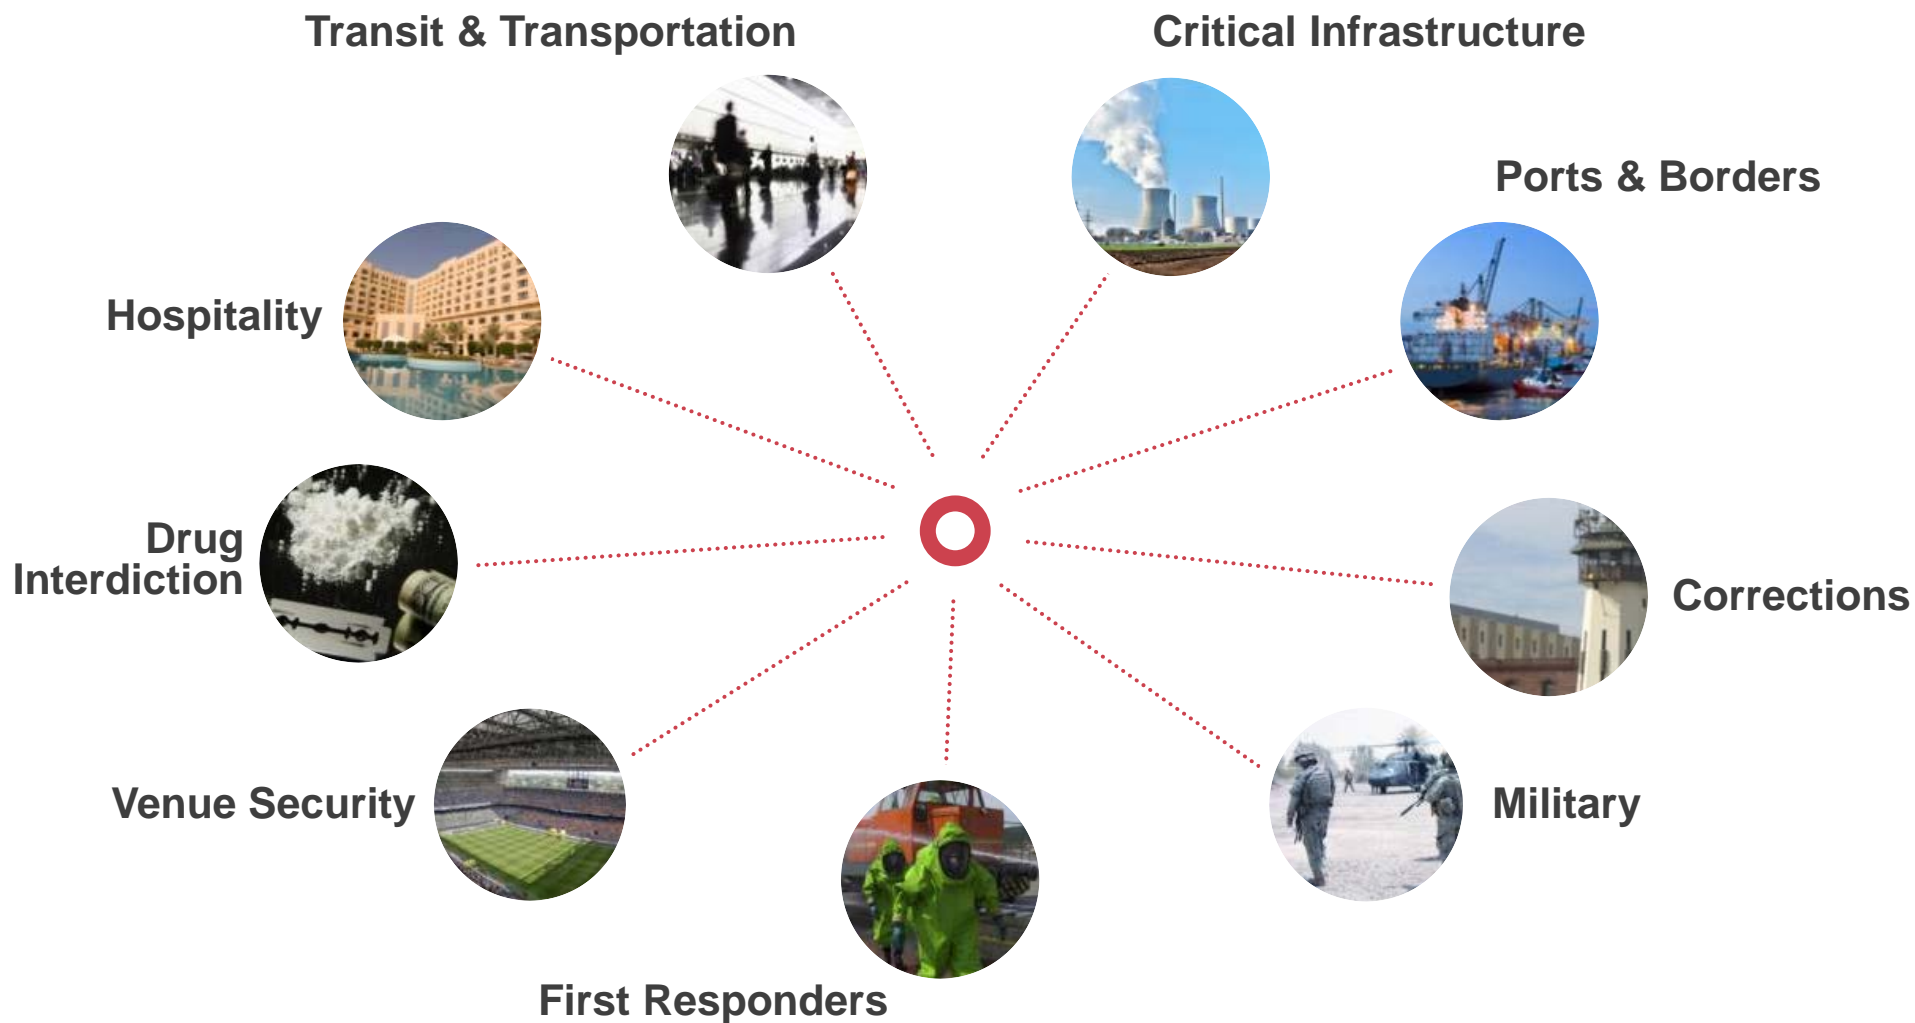 Transit & Transportation
Critical Infrastructure
Ports & Borders
Hospitality
Drug
Interdiction
Corrections
Venue Security
Military
First Responders